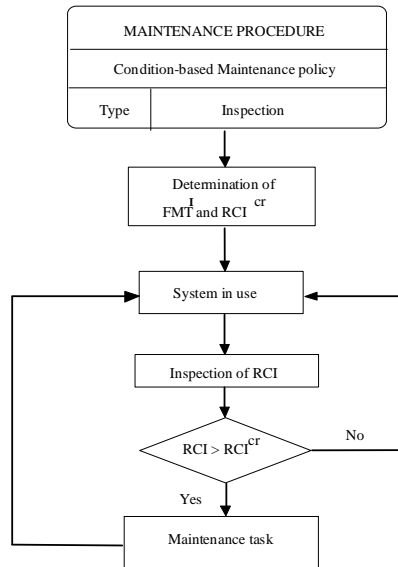 MAINTENANCE PROCEDURE
Condition-based Maintenance policy
Type Inspection
Determination of
FMT^I and RCI^cr
System in use
Inspection of RCI
RCI > RCI^cr
No
Yes
Maintenance task